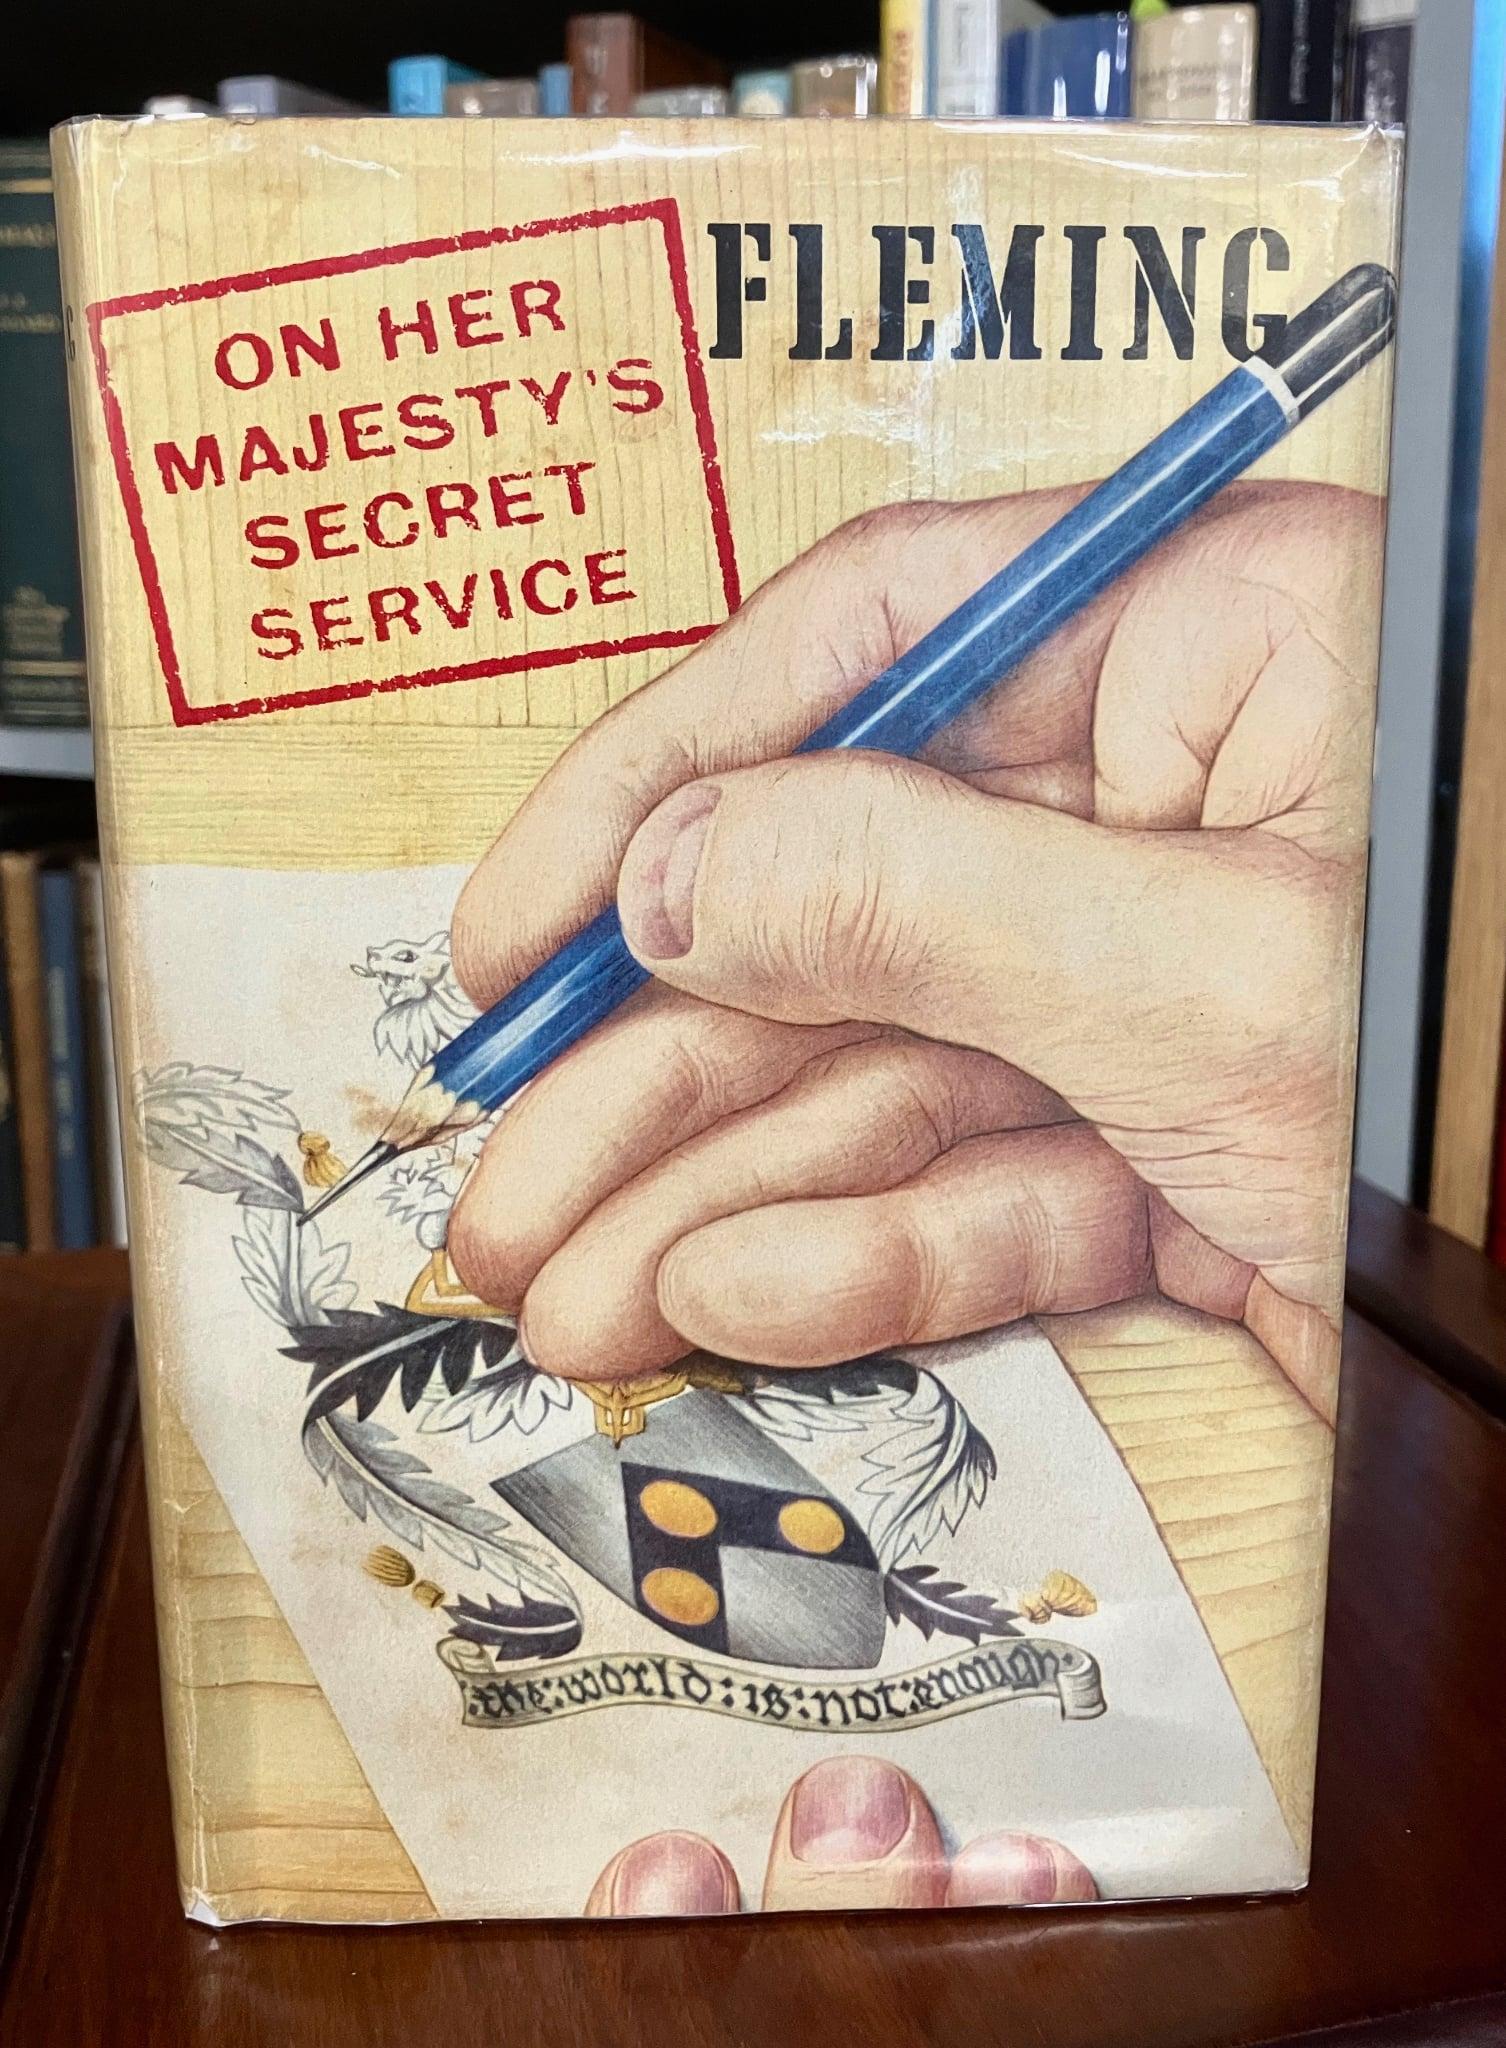 ON HER
MAJESTY'S
SECRET
SERVICE
FLEMING
the:world:is:not:enough